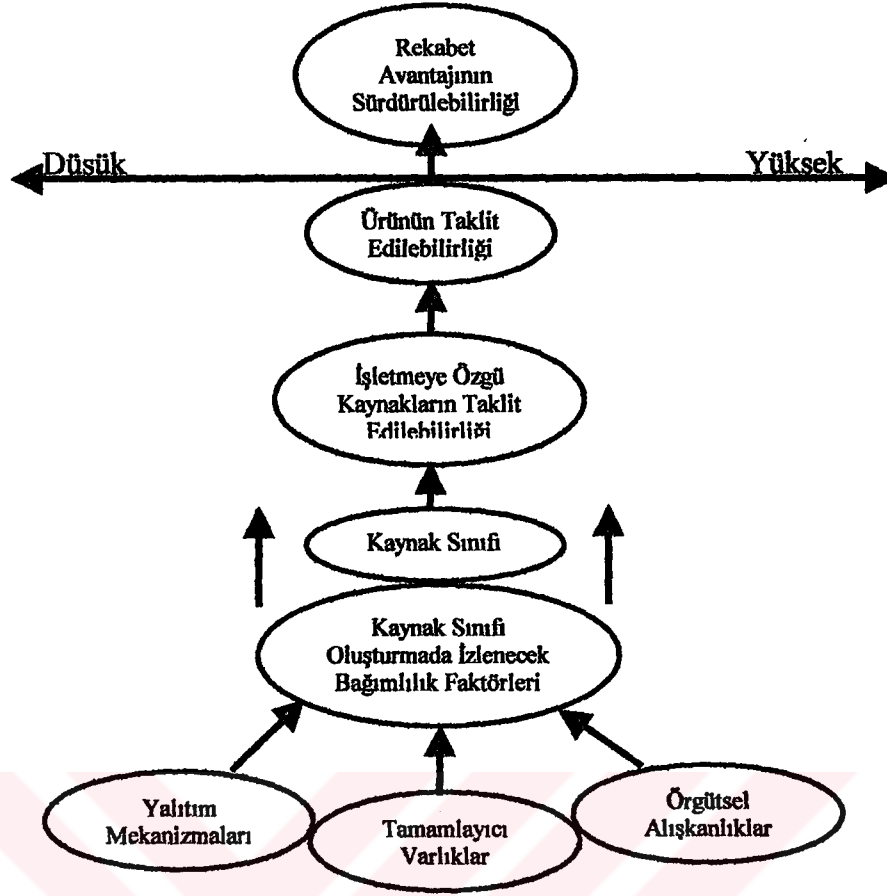 Rekabet
Avantajının
Sürdürülebilirliği
Düsük
Yüksek
Ürünün Taklit
Edilebilirliği
İşletmeye Özgü
Kaynakların Taklit
Edilebilirliği
Kaynak Sınıfı
Kaynak Sınıfı
Oluşturmada İzlenecek
Bağımlılık Faktörleri
Yalıtım
Mekanizmaları
Tamamlayıcı
Varlıklar
Örgütsel
Alışkanlıklar